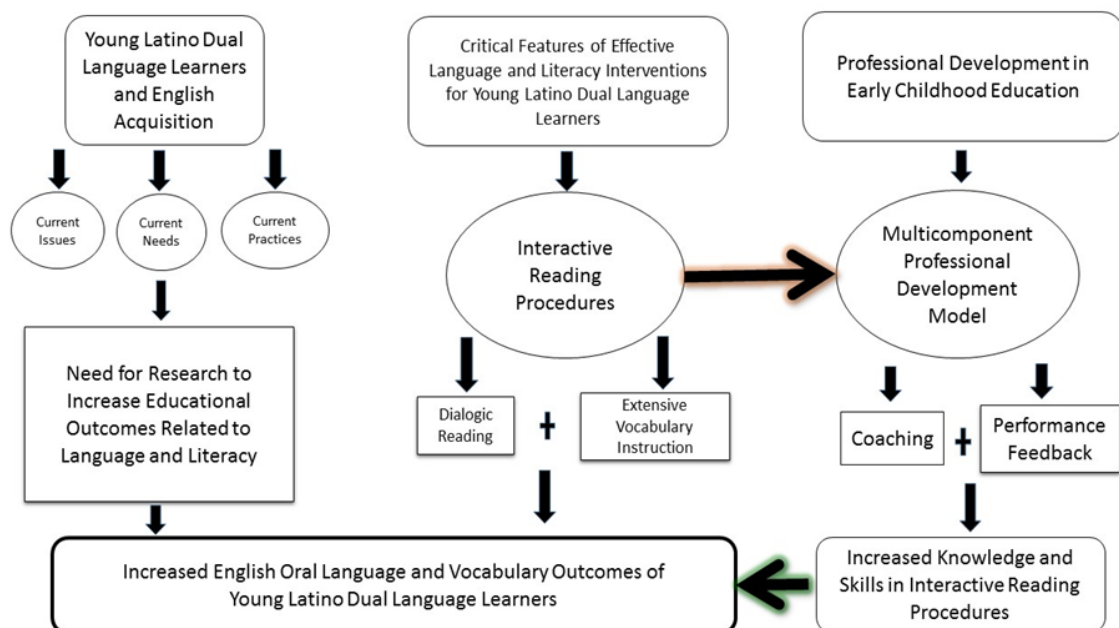 Young Latino Dual
Language Learners
and English
Acquisition
Critical Features of Effective
Language and Literacy Interventions
for Young Latino Dual Language
Learners
Professional Development in
Early Childhood Education
Current
Issues
Current
Needs
Current
Practices
Interactive
Reading
Procedures
Multicomponent
Professional
Development
Model
Need for Research to
Increase Educational
Outcomes Related to
Language and Literacy
Dialogic
Reading
+
Extensive
Vocabulary
Instruction
Coaching
+
Performance
Feedback
Increased English Oral Language and Vocabulary Outcomes of
Young Latino Dual Language Learners
Increased Knowledge and
Skills in Interactive Reading
Procedures